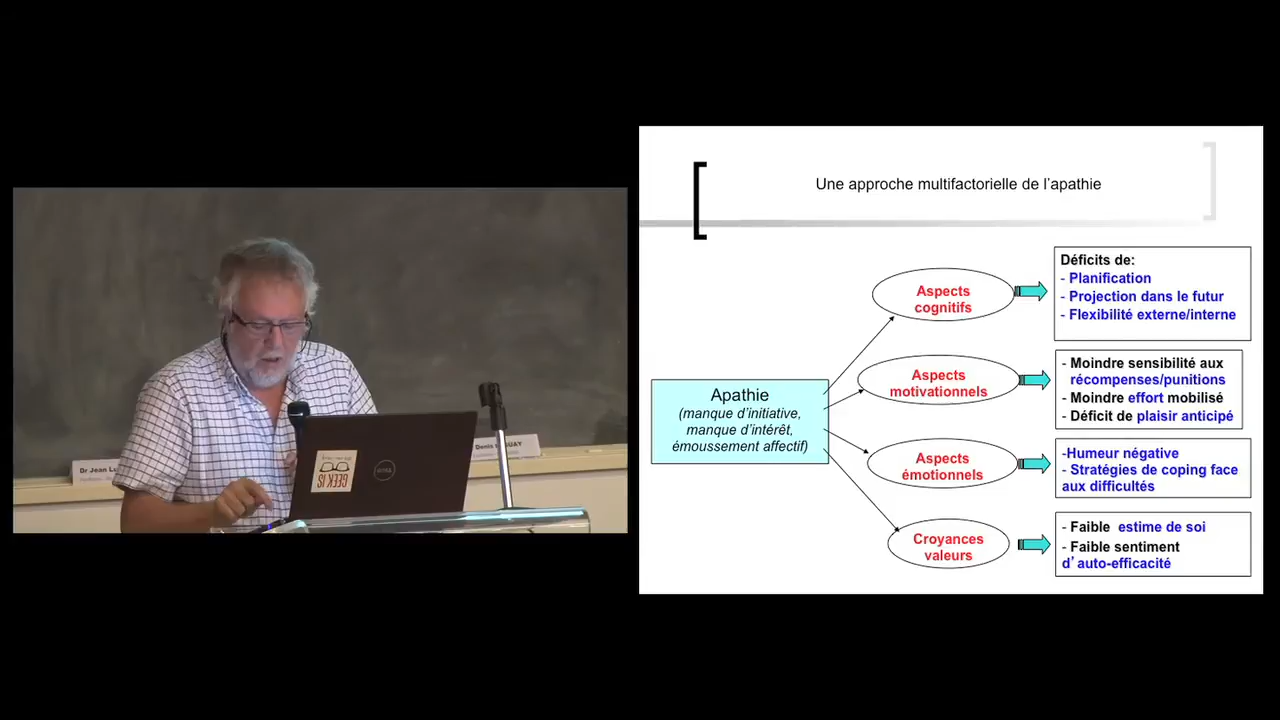 Une approche multifactorielle de l'apathie
Apathie
(manque d'initiative,
manque d'intérêt,
émoussement affectif)
Aspects
cognitifs
Déficits de:
- Planification
- Projection dans le futur
- Flexibilité externe/interne
Aspects
motivationnels
- Moindre sensibilité aux
récompenses/punitions
- Moindre effort mobilisé
- Déficit de plaisir anticipé
Aspects
émotionnels
-Humeur négative
- Stratégies de coping face
aux difficultés
Croyances
valeurs
- Faible estime de soi
- Faible sentiment
d'auto-efficacité
Dr Jean
Denis
GEEK IS
DELL